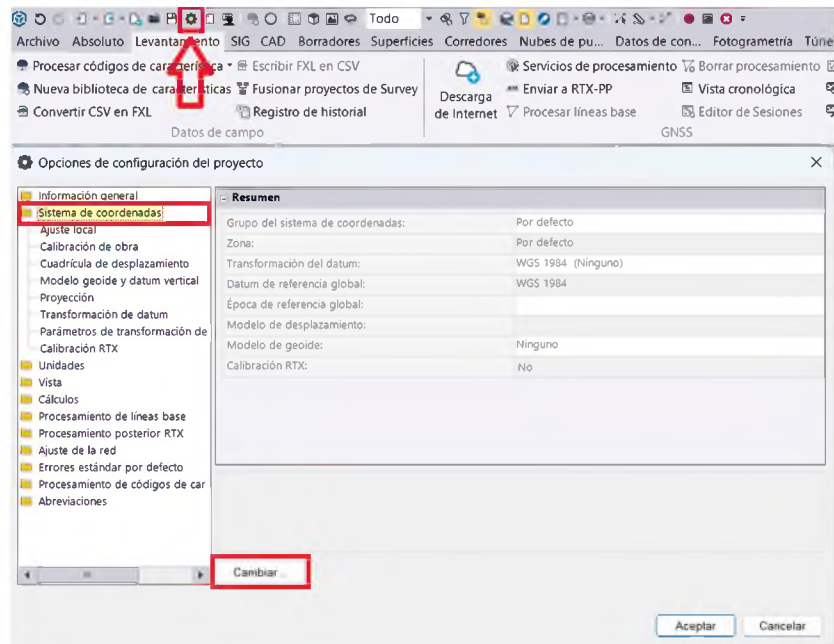 Todo
Archivo Absoluto Levantamiento SIG CAD Borradores Superficies Corredores Nubes de pu... Datos de con... Fotogrametría Túne
Procesar códigos de característica Escribir FXL en CSV
Nueva biblioteca de características Fusionar proyectos de Survey
Convertir CSV en FXL Registro de historial
Datos de campo
Descarga
de Internet
Servicios de procesamiento Borrar procesamiento
Enviar a RTX-PP Vista cronológica
Procesar líneas base Editor de Sesiones
GNSS
Opciones de configuración del proyecto
Información general
Sistema de coordenadas
Ajuste local
Calibración de obra
Cuadrícula de desplazamiento
Modelo geoide y datum vertical
Proyección
Transformación de datum
Parámetros de transformación de
Calibración RTX
Unidades
Vista
Cálculos
Procesamiento de líneas base
Procesamiento posterior RTX
Ajuste de la red
Errores estándar por defecto
Procesamiento de códigos de car
Abreviaciones
Resumen
Grupo del sistema de coordenadas: Por defecto
Zona: Por defecto
Transformación del datum: WGS 1984 (Ninguno)
Datum de referencia global: WGS 1984
Época de referencia global:
Modelo de desplazamiento:
Modelo de geoide: Ninguno
Calibración RTX: No
Cambiar...
Aceptar Cancelar